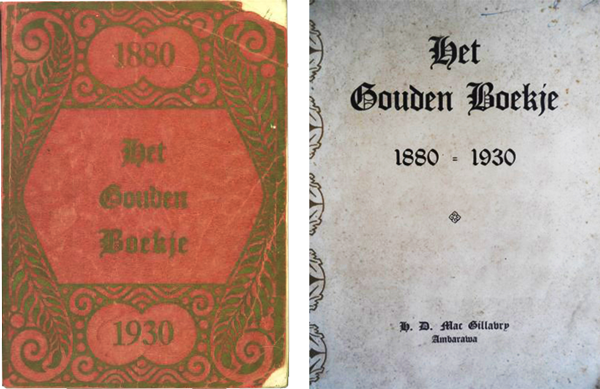 1880
Het
Gouden
Boekje
1930
Het
Gouden Boekje
1880 = 1930
H. D. Mac Gillavry
Ambarawa